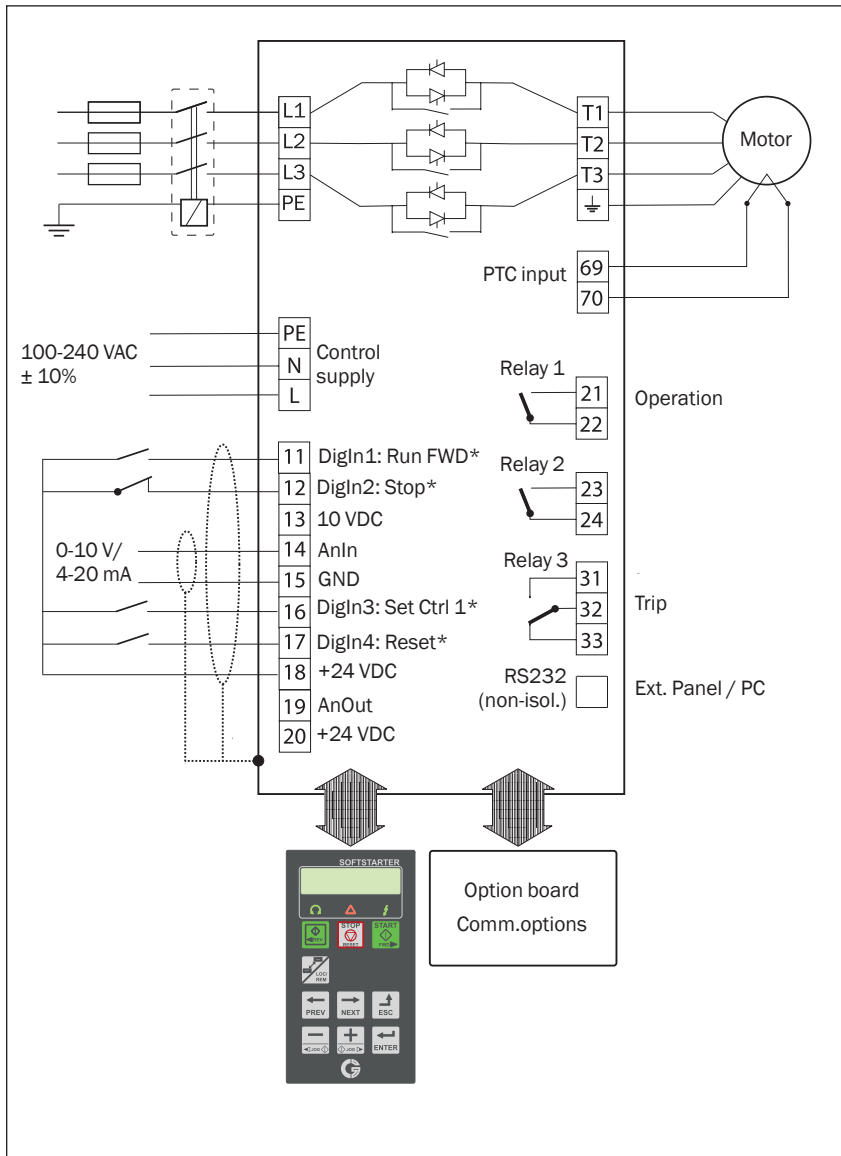 L1
L2
L3
PE
T1
T2
T3
Motor
PTC input
69
70
100-240 VAC
± 10%
PE
N
L
Control
supply
Relay 1
21
22
Operation
11 DigIn1: Run FWD*
12 DigIn2: Stop*
13 10 VDC
0-10 V/
4-20 mA
14 AnIn
15 GND
16 DigIn3: Set Ctrl 1*
17 DigIn4: Reset*
18 +24 VDC
19 AnOut
20 +24 VDC
Relay 2
23
24
Relay 3
31
32
33
Trip
RS232
(non-isol.)
Ext. Panel / PC
SOFTSTARTER
REV
STOP
RESET
START
FWD
LOC/
REM
PREV
NEXT
ESC
JOG
JOG
ENTER
Option board
Comm.options